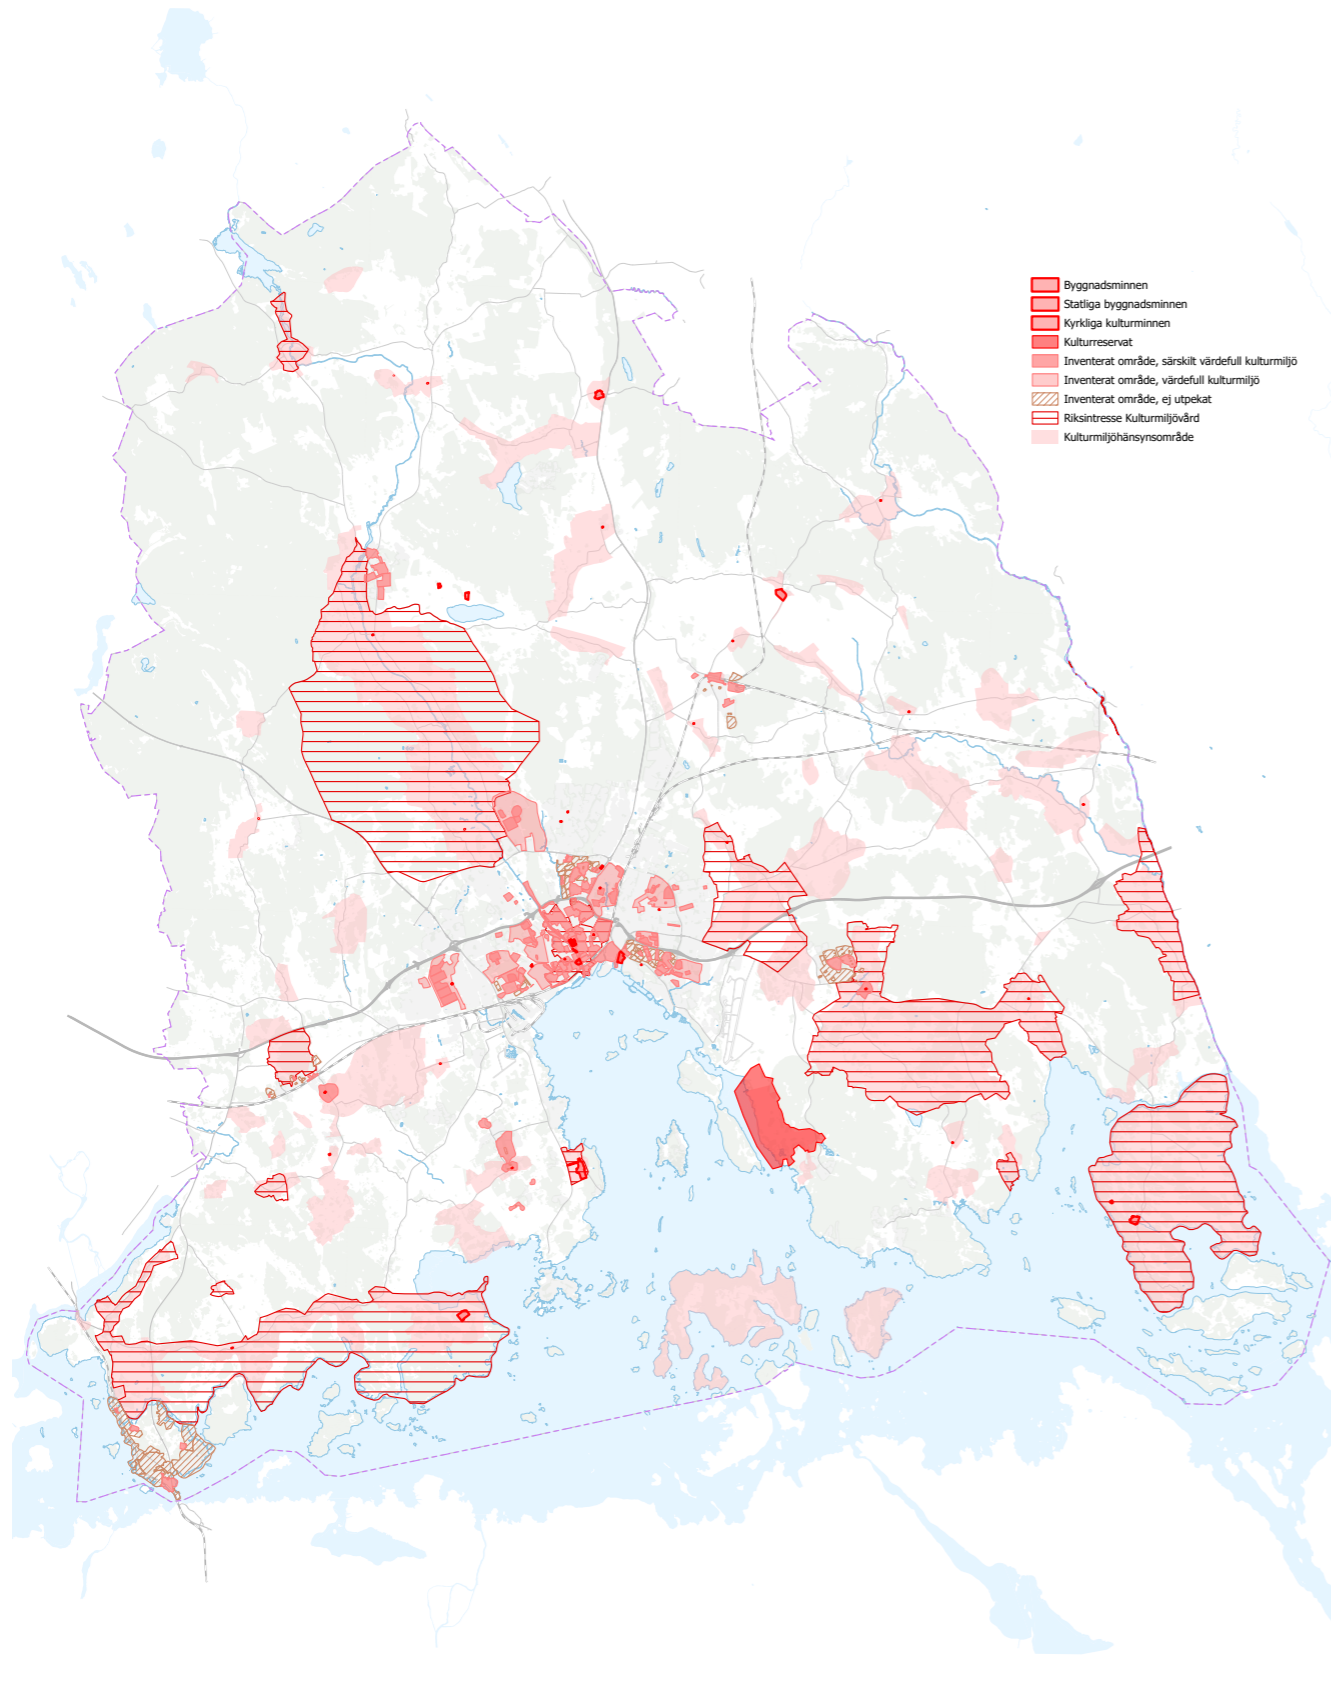 Byggnadsminnen
Statliga byggnadsminnen
Kyrkliga kulturminnen
Kulturreservat
Inventerat område, särskilt värdefull kulturmiljö
Inventerat område, värdefull kulturmiljö
Inventerat område, ej utpekat
Riksintresse Kulturmiljövård
Kulturmiljöhänsynsområde